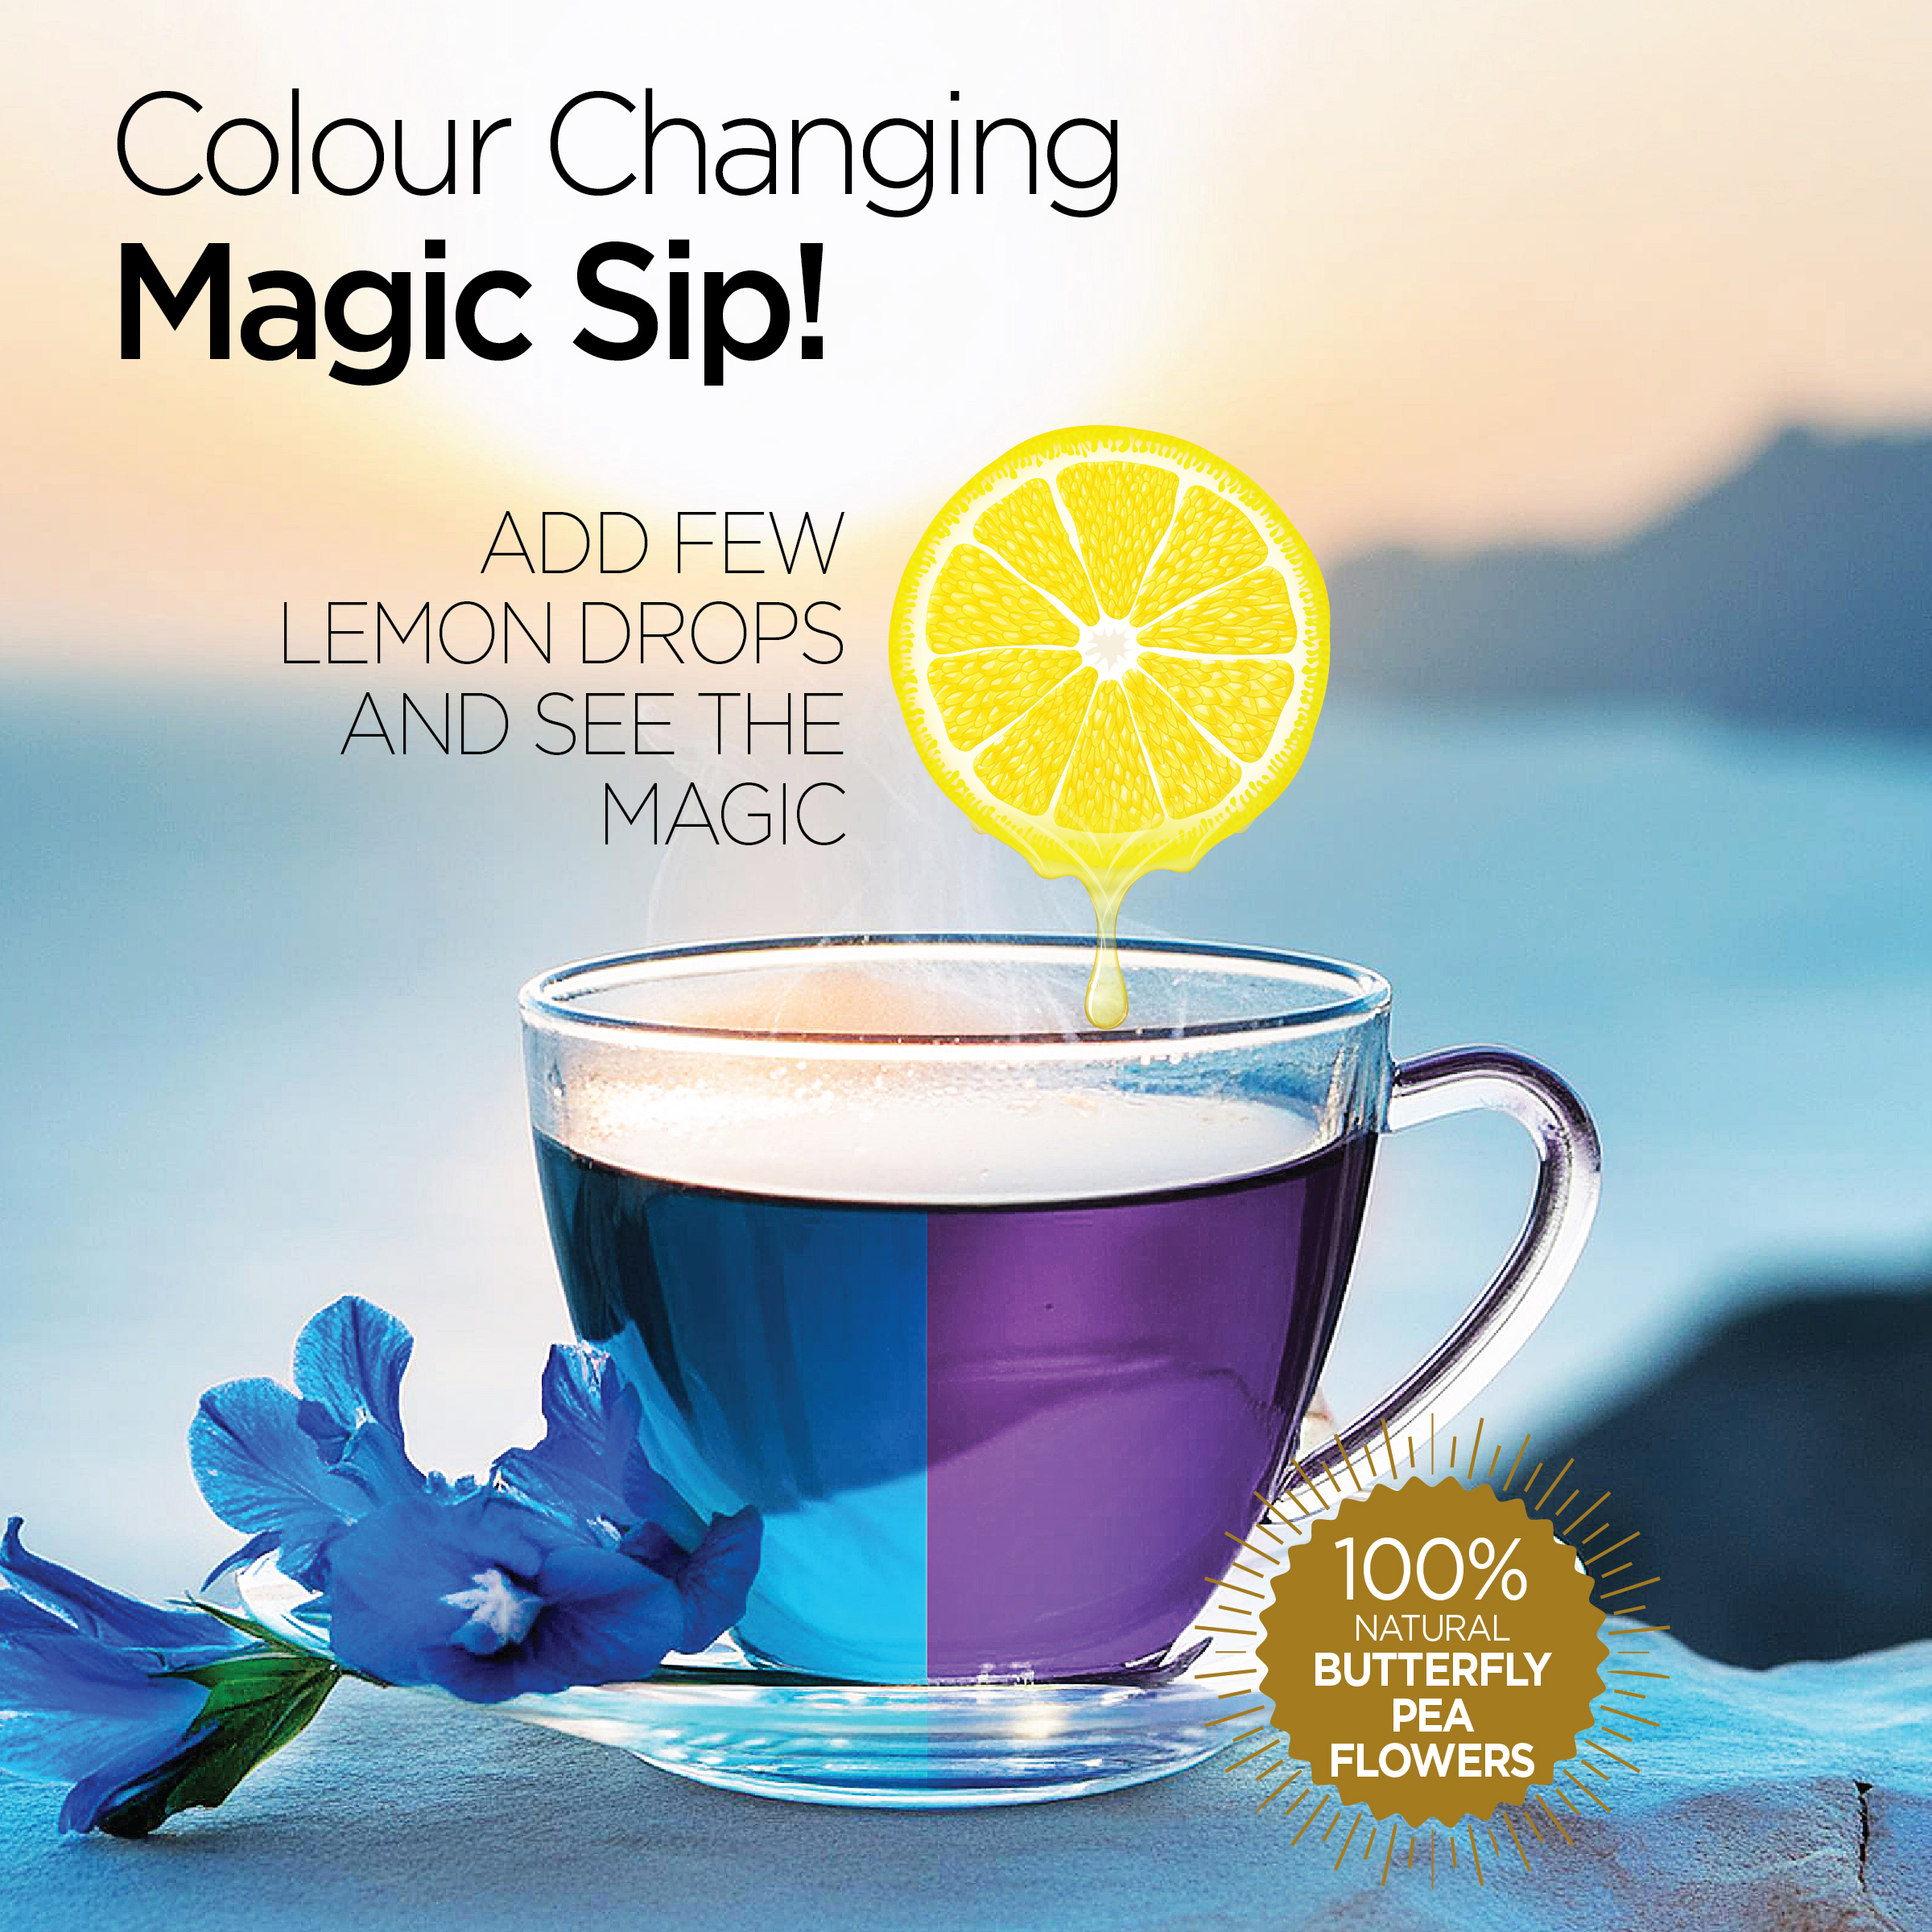 Colour Changing
Magic Sip!
ADD FEW
LEMON DROPS
AND SEE THE
MAGIC
100%
NATURAL
BUTTERFLY
PEA
FLOWERS